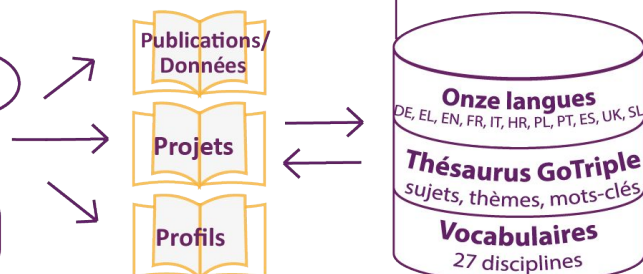 Publications/
Données
Projets
Profils
Onze langues
DE, EL, EN, FR, IT, HR, PL, PT, ES, UK, SL
Thésaurus GoTriple
sujets, thèmes, mots-clés
Vocabulaires
27 disciplines